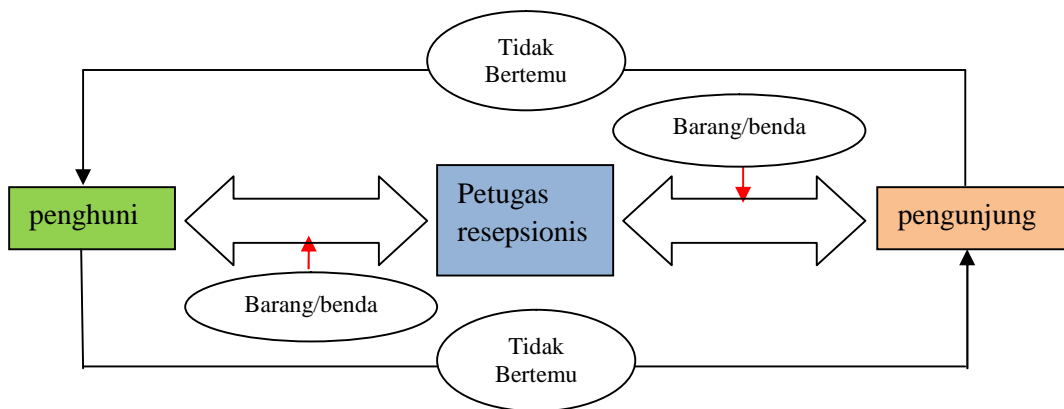 Tidak
Bertemu
Barang/benda
penghuni
Petugas
resepsionis
pengunjung
Barang/benda
Tidak
Bertemu